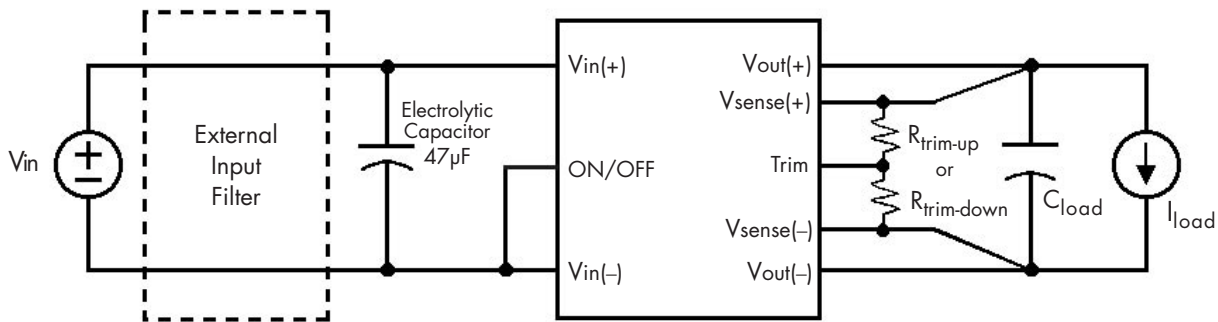 Vin
External
Input
Filter
Electrolytic
Capacitor
47µF
Vin(+)
ON/OFF
Vin(–)
Vout(+)
Vsense(+)
Trim
Vsense(–)
Vout(–)
Rtrim-up
or
Rtrim-down
Cload
Iload